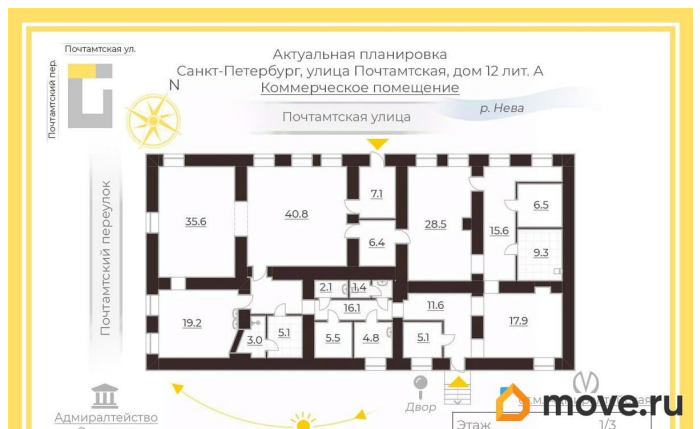 Почтамтская ул.
Почтамтский пер.
N
Актуальная планировка
Санкт-Петербург, улица Почтамтская, дом 12 лит. А
Коммерческое помещение
Почтамтская улица
р. Нева
Почтамтский переулок
35.6
40.8
7.1
6.4
28.5
15.6
6.5
9.3
19.2
3.0
5.1
2.1
1.4
16.1
5.5
4.8
11.6
5.1
17.9
Адмиралтейство
Двор
move.ru
Этаж
1/3